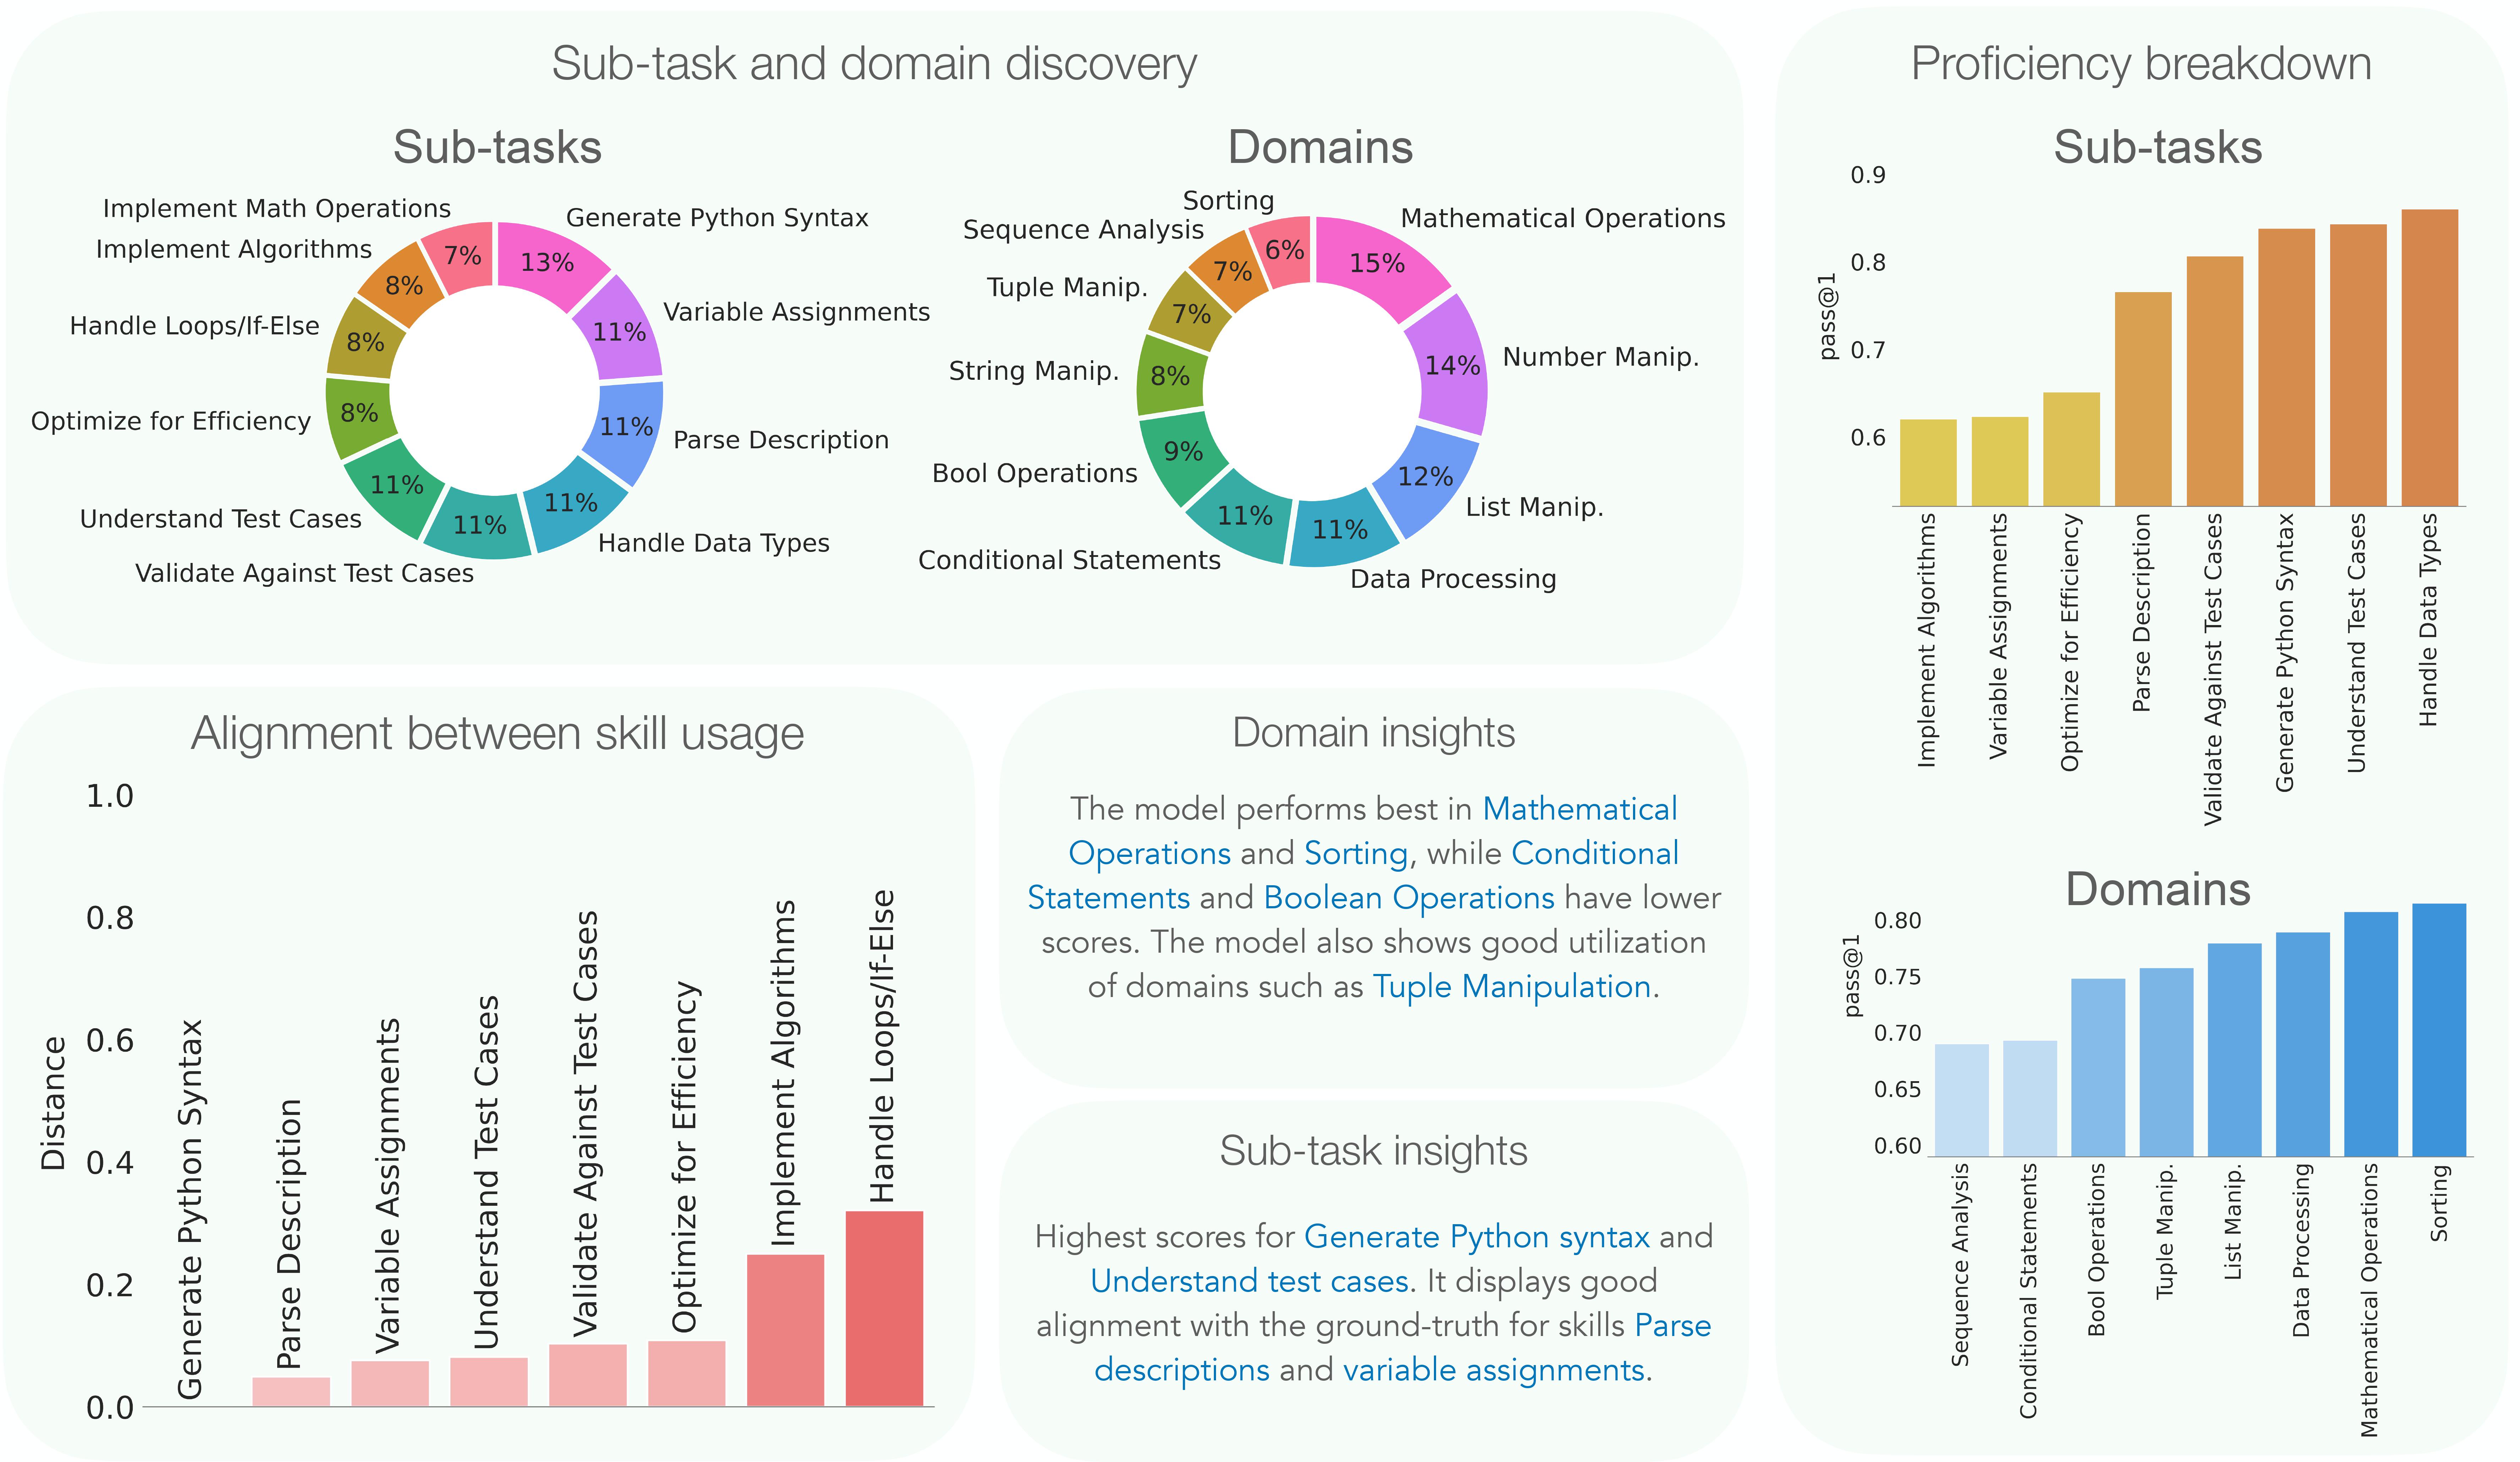 Sub-task and domain discovery
Sub-tasks
Implement Math Operations
Generate Python Syntax
Implement Algorithms
Variable Assignments
Handle Loops/If-Else
Parse Description
Optimize for Efficiency
Handle Data Types
Understand Test Cases
Validate Against Test Cases
7%
13%
8%
11%
8%
11%
8%
11%
11%
11%
Domains
Sorting
Mathematical Operations
Sequence Analysis
Tuple Manip.
Number Manip.
String Manip.
Bool Operations
List Manip.
Conditional Statements
Data Processing
6%
15%
7%
7%
14%
8%
9%
12%
11%
11%
Proficiency breakdown
Sub-tasks
pass@1
0.9
0.8
0.7
0.6
Implement Algorithms
Variable Assignments
Optimize for Efficiency
Parse Description
Validate Against Test Cases
Generate Python Syntax
Understand Test Cases
Handle Data Types
Domains
pass@1
0.80
0.75
0.70
0.65
0.60
Sequence Analysis
Conditional Statements
Bool Operations
Tuple Manip.
List Manip.
Data Processing
Mathematical Operations
Sorting
Alignment between skill usage
Distance
1.0
0.8
0.6
0.4
0.2
0.0
Generate Python Syntax
Parse Description
Variable Assignments
Understand Test Cases
Validate Against Test Cases
Optimize for Efficiency
Implement Algorithms
Handle Loops/If-Else
Domain insights
The model performs best in Mathematical
Operations and Sorting, while Conditional
Statements and Boolean Operations have lower
scores. The model also shows good utilization
of domains such as Tuple Manipulation.
Sub-task insights
Highest scores for Generate Python syntax and
Understand test cases. It displays good
alignment with the ground-truth for skills Parse
descriptions and variable assignments.